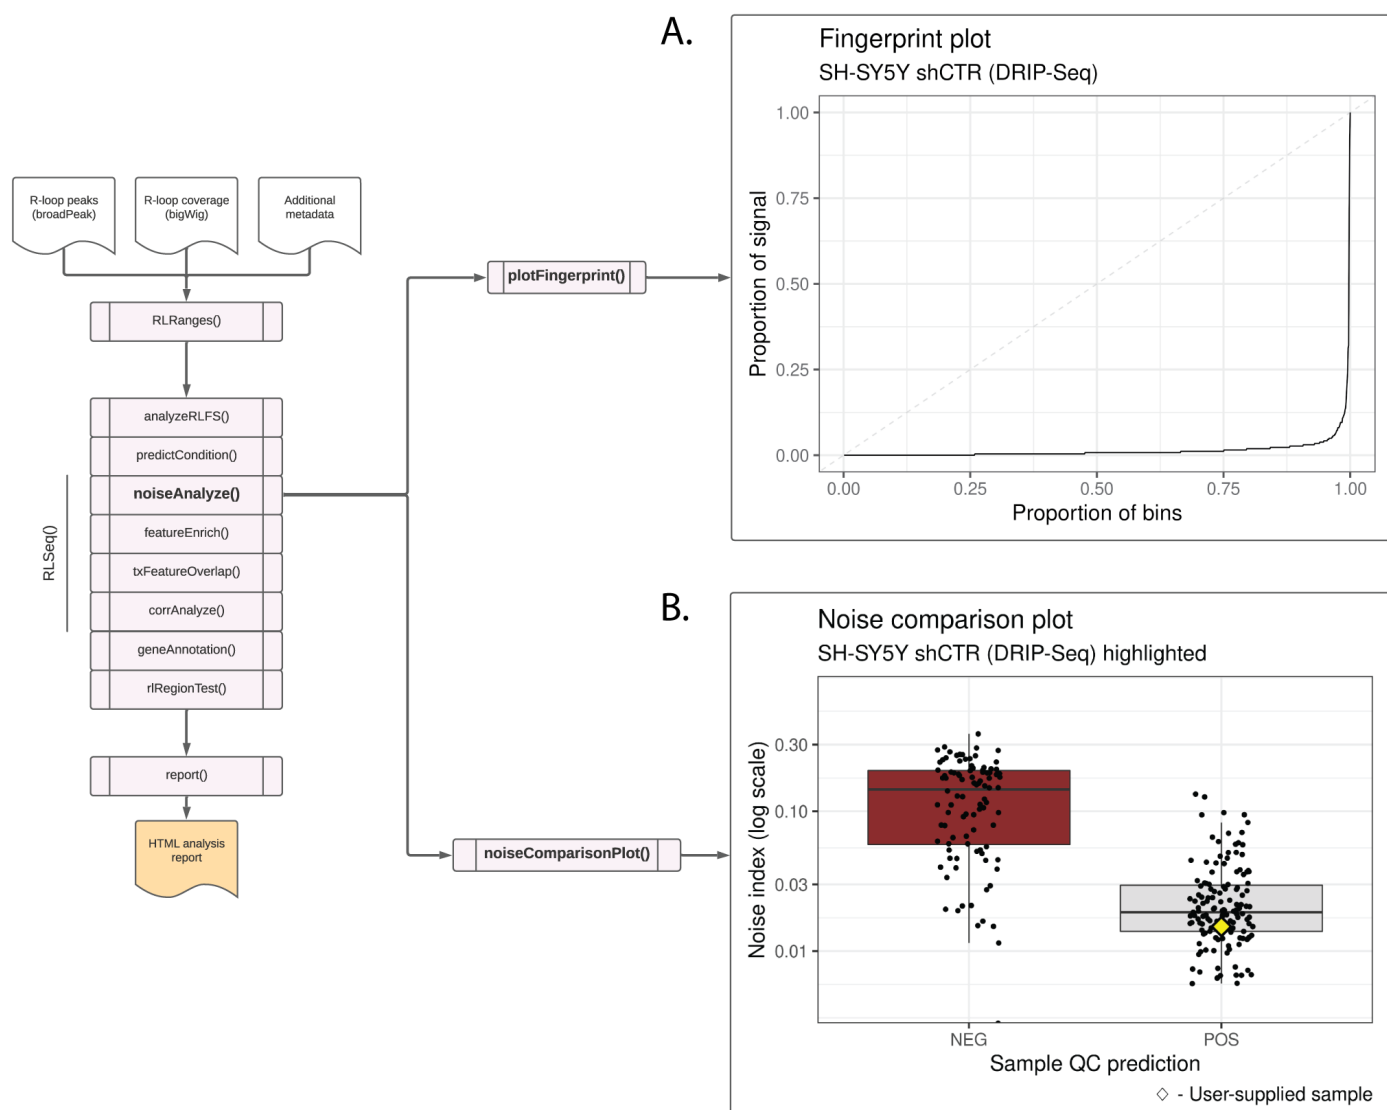 R-loop peaks
(broadPeak)
R-loop coverage
(bigWig)
Additional
metadata
RLRanges()
analyzeRLFS()
predictCondition()
noiseAnalyze()
featureEnrich()
txFeatureOverlap()
corrAnalyze()
geneAnnotation()
rlRegionTest()
RLSeq()
report()
HTML analysis
report
plotFingerprint()
noiseComparisonPlot()
A.
Fingerprint plot
SH-SY5Y shCTR (DRIP-Seq)
Proportion of signal
1.00
0.75
0.50
0.25
0.00
0.00
0.25
0.50
0.75
1.00
Proportion of bins
B.
Noise comparison plot
SH-SY5Y shCTR (DRIP-Seq) highlighted
Noise index (log scale)
0.30
0.10
0.03
0.01
NEG
POS
Sample QC prediction
◇ - User-supplied sample